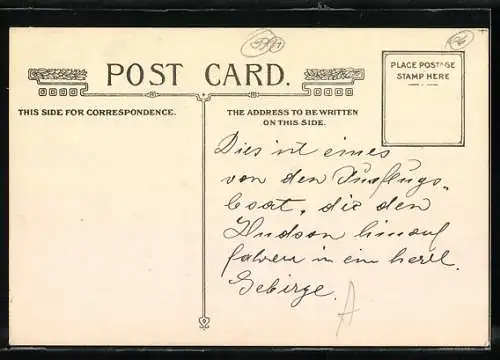 POST CARD.
PLACE POSTAGE
STAMP HERE
THIS SIDE FOR CORRESPONDENCE.
THE ADDRESS TO BE WRITTEN
ON THIS SIDE.
Dies ist eines
von den Ausflugs-
boot, die den
Hudson hinauf
fahren in ein herrl.
Gebirge.